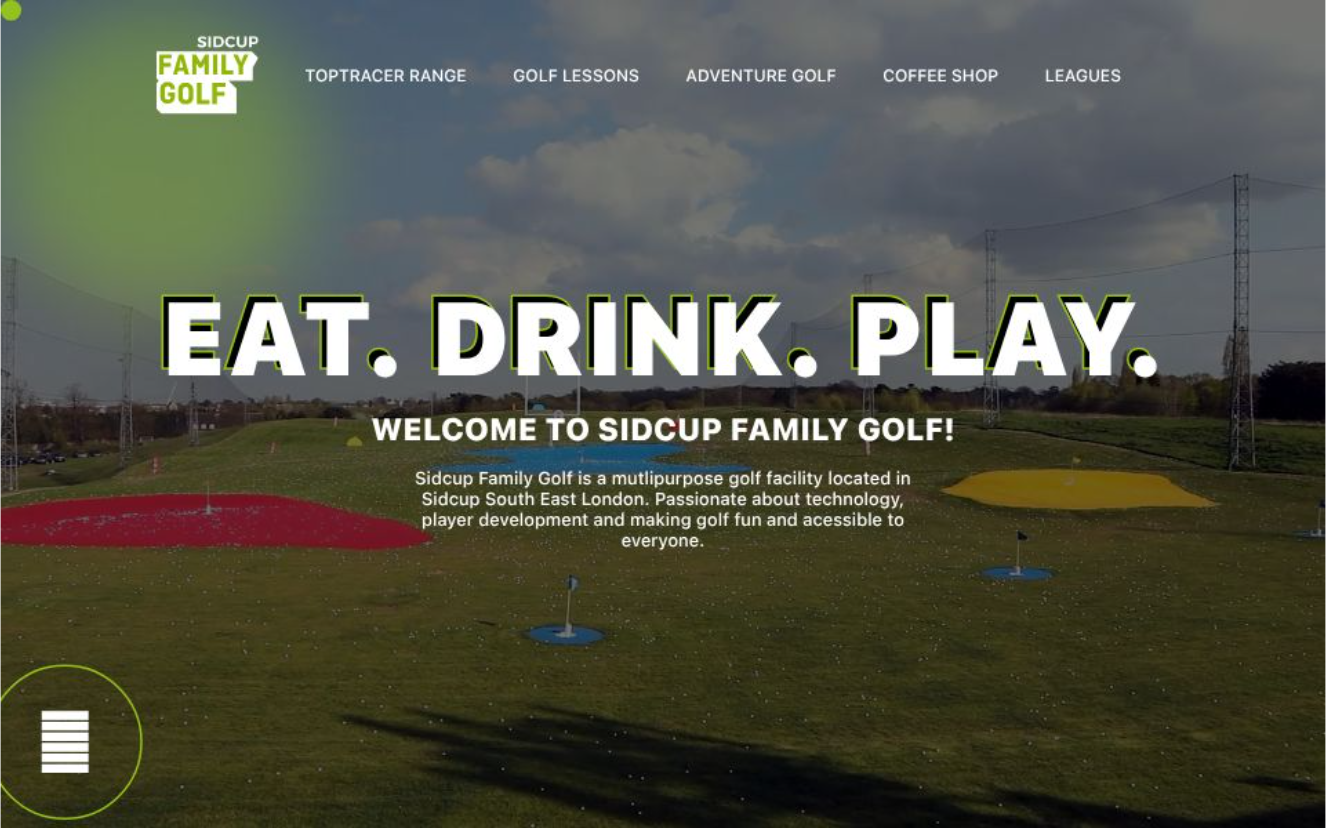 SIDCUP
FAMILY
GOLF
TOPTRACER RANGE GOLF LESSONS ADVENTURE GOLF COFFEE SHOP LEAGUES
EAT. DRINK. PLAY.
WELCOME TO SIDCUP FAMILY GOLF!
Sidcup Family Golf is a mutlipurpose golf facility located in
Sidcup South East London. Passionate about technology,
player development and making golf fun and acessible to
everyone.